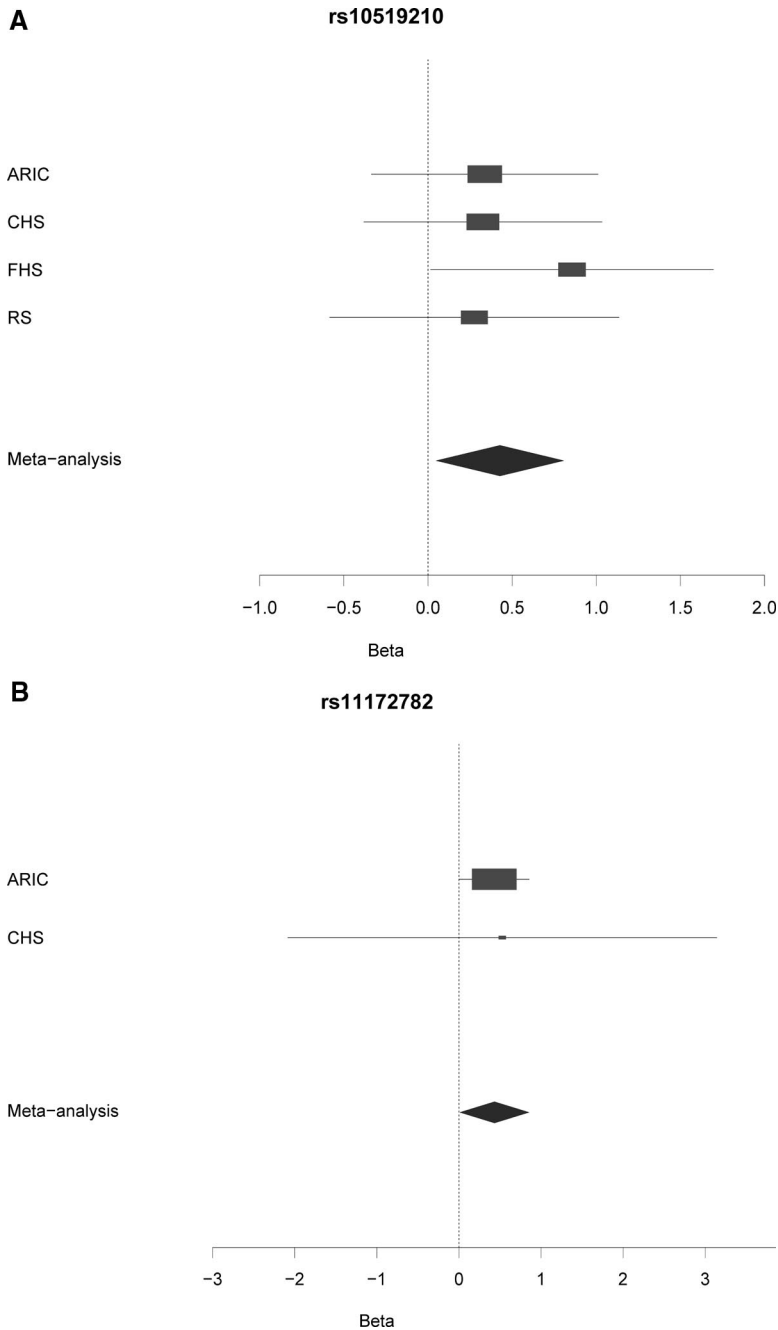 A
rs10519210
ARIC
CHS
FHS
RS
Meta−analysis
−1.0 −0.5 0.0 0.5 1.0 1.5 2.0
Beta
B
rs11172782
ARIC
CHS
Meta−analysis
−3 −2 −1 0 1 2 3
Beta